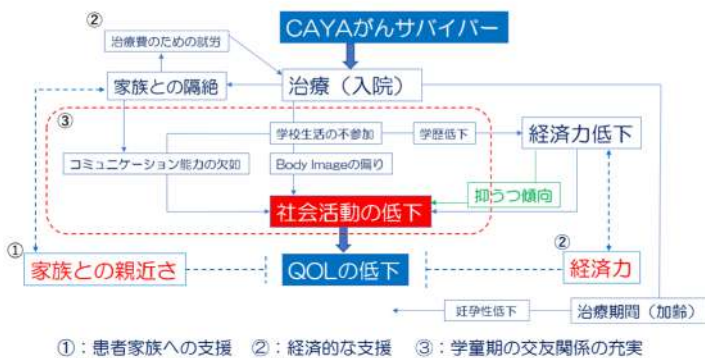 CAYAがんサバイバー
②
治療費のための就労
家族との隔絶
治療（入院）
③
学校生活の不参加
学歴低下
経済力低下
コミュニケーション能力の欠如
Body Imageの偏り
抑うつ傾向
社会活動の低下
①
家族との親近さ
QOLの低下
②
経済力
妊孕性低下
治療期間（加齢）
①：患者家族への支援 ②：経済的な支援 ③：学童期の交友関係の充実